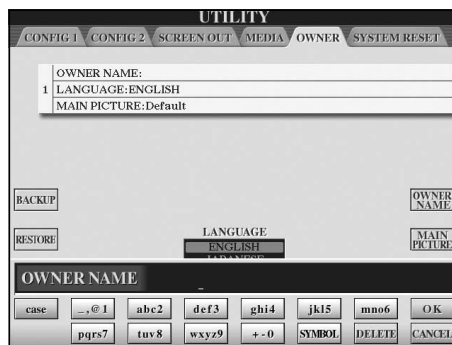 UTILITY
CONFIG 1 CONFIG 2 SCREEN OUT MEDIA OWNER SYSTEM RESET
OWNER NAME:
1 LANGUAGE:ENGLISH
MAIN PICTURE:Default
BACKUP
OWNER NAME
RESTORE
LANGUAGE
ENGLISH
JAPANESE
MAIN PICTURE
OWNER NAME _
case _,@1 abc2 def3 ghi4 jkl5 mno6 OK
pqrs7 tuv8 wxyz9 +-0 SYMBOL DELETE CANCEL